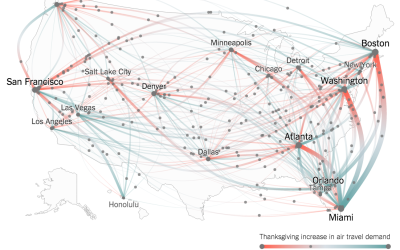 Boston
Minneapolis
Detroit
New York
Chicago
San Francisco
Salt Lake City
Washington
Denver
Las Vegas
Los Angeles
Atlanta
Dallas
Orlando
Tampa
Honolulu
Miami
Thanksgiving increase in air travel demand